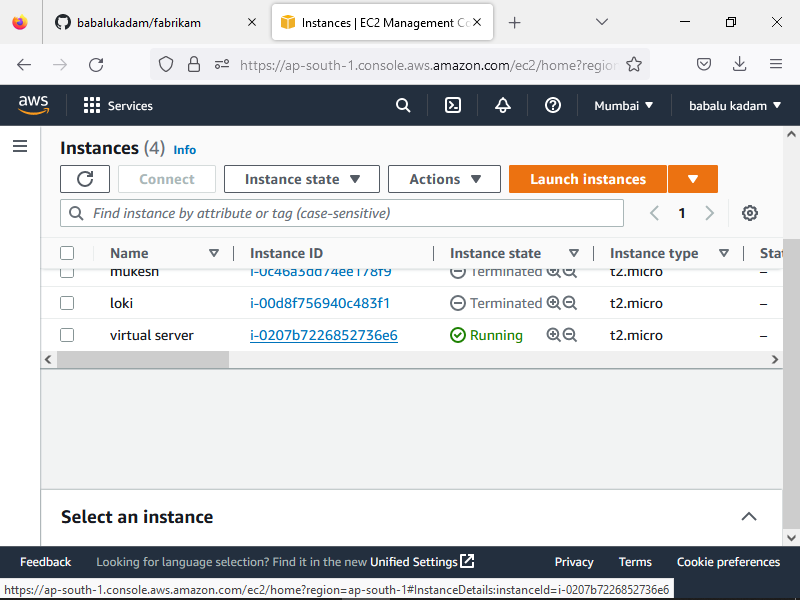 babalukadam/fabrikam
Instances | EC2 Management Co
https://ap-south-1.console.aws.amazon.com/ec2/home?region
aws Services Mumbai babalu kadam
Instances (4) Info
Connect Instance state Actions Launch instances
Find instance by attribute or tag (case-sensitive) 1
Name Instance ID Instance state Instance type Stat
mukesh i-0c46a3dd74ee178f9 Terminated t2.micro –
loki i-00d8f756940c483f1 Terminated t2.micro –
virtual server i-0207b7226852736e6 Running t2.micro –
Select an instance
Feedback Looking for language selection? Find it in the new Unified Settings Privacy Terms Cookie preferences
https://ap-south-1.console.aws.amazon.com/ec2/home?region=ap-south-1#InstanceDetails:instanceId=i-0207b7226852736e6